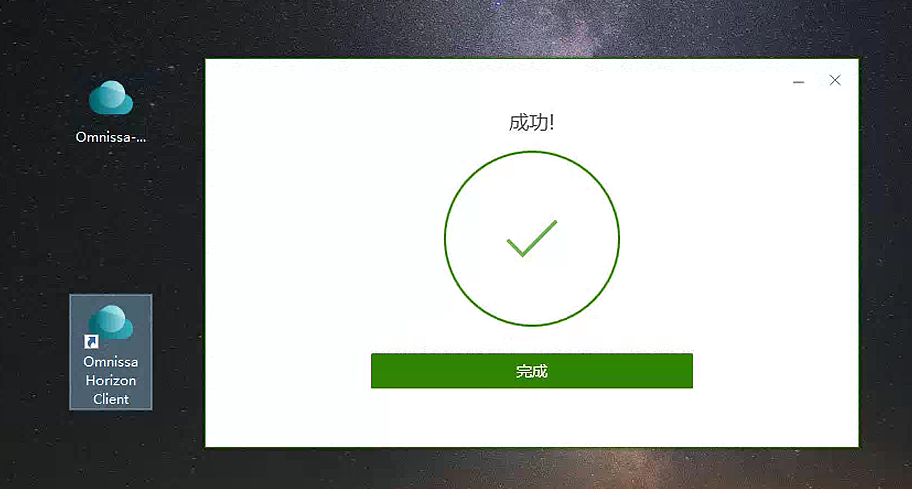 Omnissa-...
成功!
Omnissa
Horizon
Client
完成